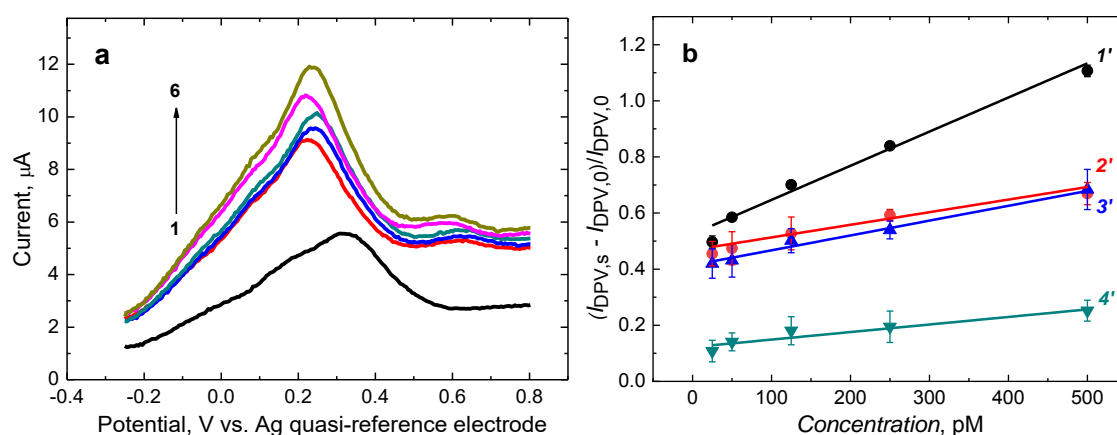 a
6
1
12
10
8
6
4
2
0
-0.4 -0.2 0.0 0.2 0.4 0.6 0.8
Current, µA
Potential, V vs. Ag quasi-reference electrode
b
1'
2'
3'
4'
1.2
1.0
0.8
0.6
0.4
0.2
0.0
0 100 200 300 400 500
(IDPV,s - IDPV,0)/IDPV,0
Concentration, pM